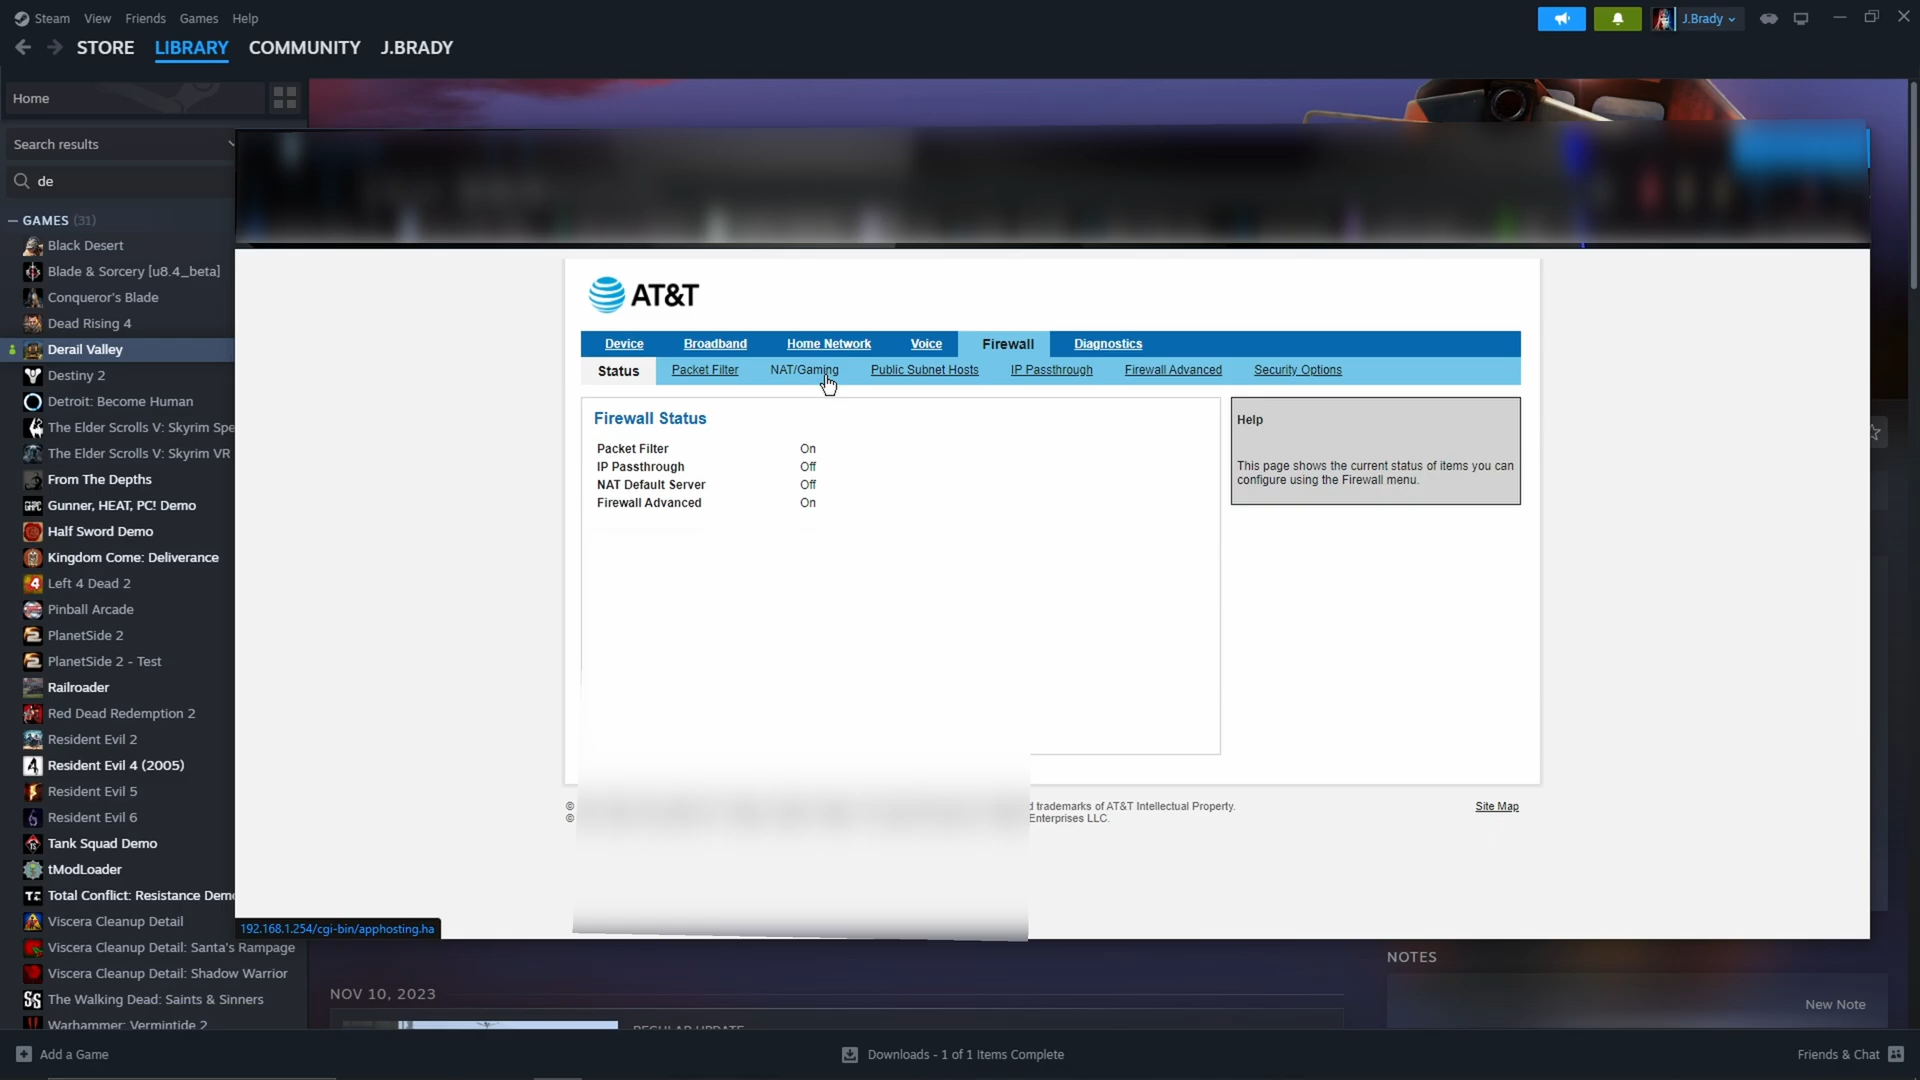 Steam View Friends Games Help
J.Brady
STORE LIBRARY COMMUNITY J.BRADY
Home
Search results
de
GAMES (31)
Black Desert
Blade & Sorcery [u8.4_beta]
Conqueror's Blade
Dead Rising 4
Derail Valley
Destiny 2
Detroit: Become Human
The Elder Scrolls V: Skyrim Spe
The Elder Scrolls V: Skyrim VR
From The Depths
Gunner, HEAT, PC! Demo
Half Sword Demo
Kingdom Come: Deliverance
Left 4 Dead 2
Pinball Arcade
PlanetSide 2
PlanetSide 2 - Test
Railroader
Red Dead Redemption 2
Resident Evil 2
Resident Evil 4 (2005)
Resident Evil 5
Resident Evil 6
Tank Squad Demo
tModLoader
Total Conflict: Resistance Dem
Viscera Cleanup Detail
Viscera Cleanup Detail: Santa's Rampage
Viscera Cleanup Detail: Shadow Warrior
The Walking Dead: Saints & Sinners
Warhammer: Vermintide 2
AT&T
Device Broadband Home Network Voice Firewall Diagnostics
Status Packet Filter NAT/Gaming Public Subnet Hosts IP Passthrough Firewall Advanced Security Options
Firewall Status
Packet Filter On
IP Passthrough Off
NAT Default Server Off
Firewall Advanced On
Help
This page shows the current status of items you can
configure using the Firewall menu.
© trademarks of AT&T Intellectual Property.
© Enterprises LLC.
Site Map
192.168.1.254/cgi-bin/apphosting.ha
NOTES
New Note
NOV 10, 2023
REGULAR UPDATE
Add a Game
Downloads - 1 of 1 Items Complete
Friends & Chat